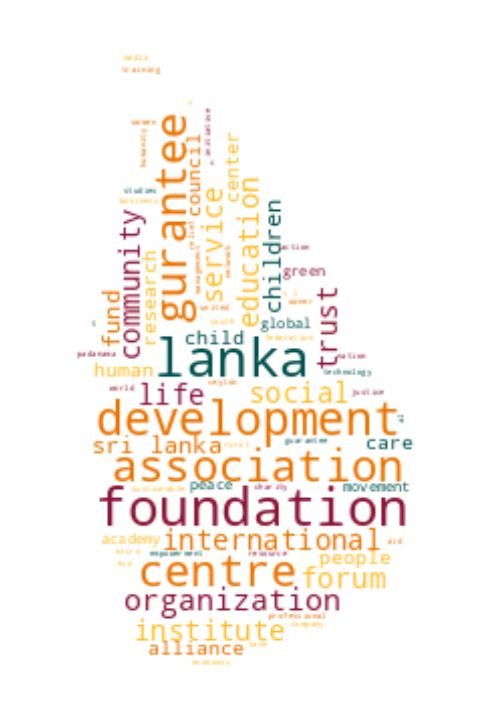 media
training
women
humanity
initiative
gurantee
council
relief
management
service
network
center
education
children
studies
business
community
research
fund
trust
action
green
united
youth
global
federation
child
lanka
padanama
nation
human
technology
world
life
ceylon
social
justice
development
sri lanka
rural
guarantee
care
association
sustainable
peace
charity
movement
foundation
academy
international
aid
micro
empowerment
resource
people
centre
forum
organization
professional
institute
company
alliance
save
economic